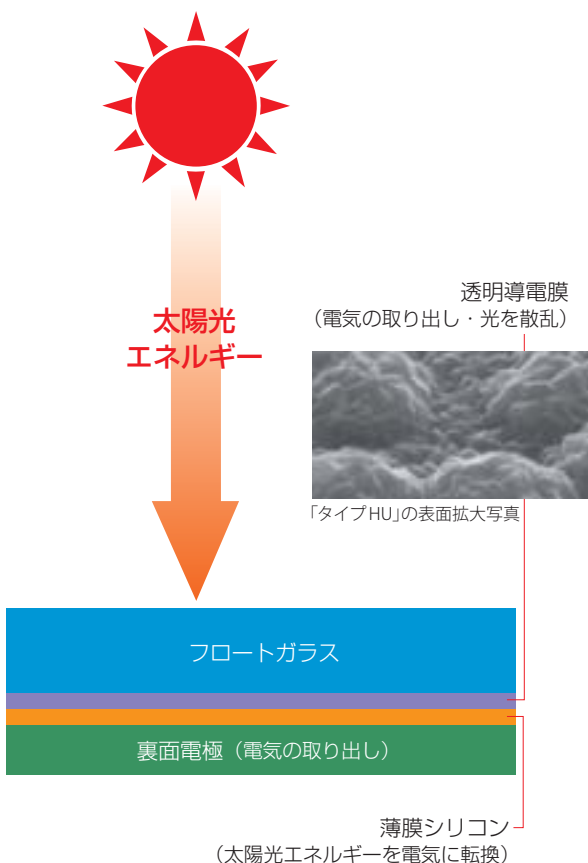 太陽光
エネルギー
透明導電膜
（電気の取り出し・光を散乱）
「タイプHU」の表面拡大写真
フロートガラス
裏面電極（電気の取り出し）
薄膜シリコン
（太陽光エネルギーを電気に転換）